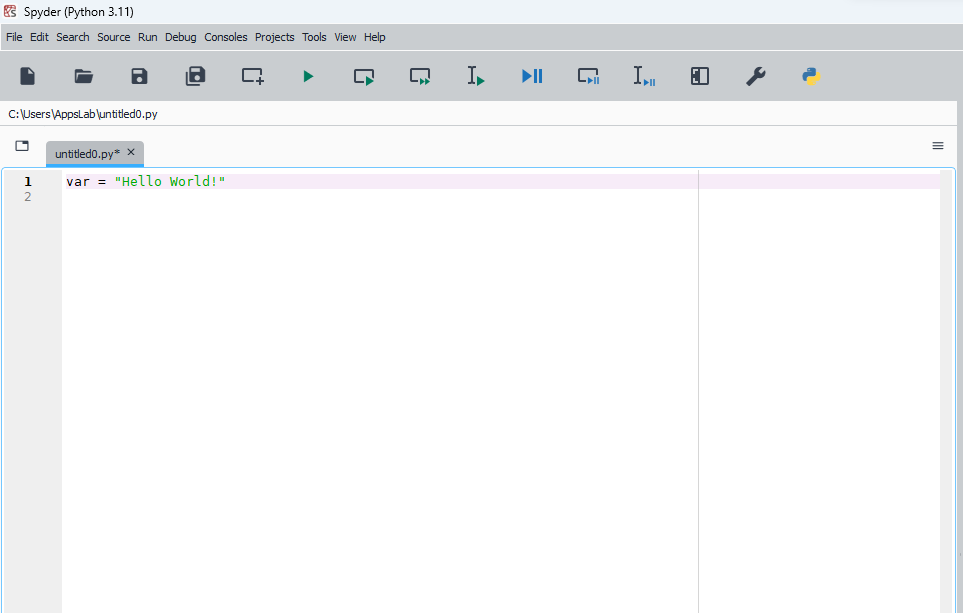 Spyder (Python 3.11)
File Edit Search Source Run Debug Consoles Projects Tools View Help
C:\Users\AppsLab\untitled0.py
untitled0.py*
1 var = "Hello World!"
2